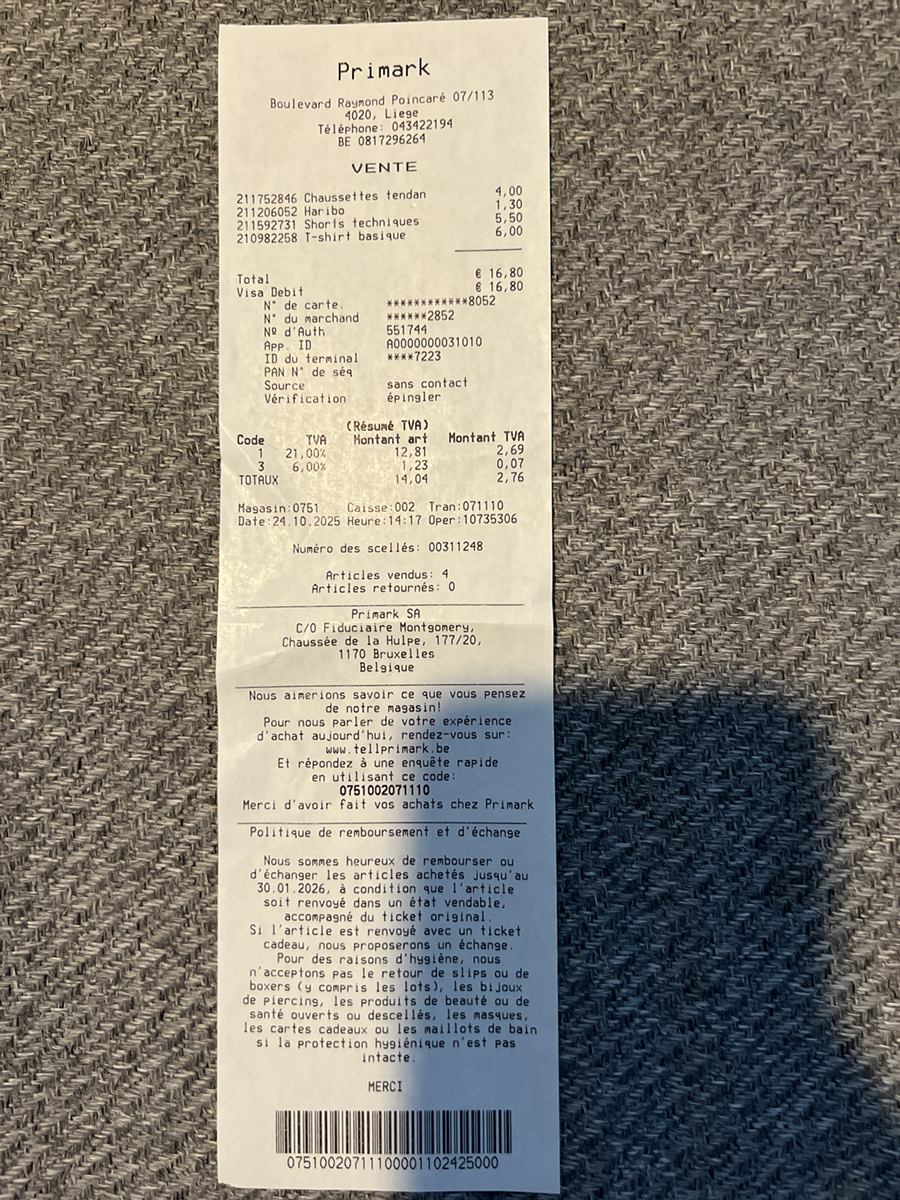 Primark
Boulevard Raymond Poincaré 07/113
4020, Liege
Téléphone: 043422194
BE 0817296264
VENTE
211752846 Chaussettes tendan 4,00
211206052 Haribo 1,30
211592731 Shorts techniques 5,50
210982258 T-shirt basique 6,00
Total € 16,80
Visa Debit € 16,80
N° de carte. ************8052
N° du marchand ******2852
Nº d'Auth 551744
App. ID A0000000031010
ID du terminal ****7223
PAN N° de séq
Source sans contact
Vérification épingler
(Résumé TVA)
Code TVA Montant art Montant TVA
1 21,00% 12,81 2,69
3 6,00% 1,23 0,07
TOTAUX 14,04 2,76
Magasin:0751 Caisse:002 Tran:071110
Date:24.10.2025 Heure:14:17 Oper:10735306
Numéro des scellés: 00311248
Articles vendus: 4
Articles retournés: 0
Primark SA
C/O Fiduciaire Montgomery,
Chaussée de la Hulpe, 177/20,
1170 Bruxelles
Belgique
Nous aimerions savoir ce que vous pensez
de notre magasin!
Pour nous parler de votre expérience
d'achat aujourd'hui, rendez-vous sur:
www.tellprimark.be
Et répondez à une enquête rapide
en utilisant ce code:
0751002071110
Merci d'avoir fait vos achats chez Primark
Politique de remboursement et d'échange
Nous sommes heureux de rembourser ou
d'échanger les articles achetés jusqu'au
30.01.2026, à condition que l'article
soit renvoyé dans un état vendable,
accompagné du ticket original.
Si l'article est renvoyé avec un ticket
cadeau, nous proposerons un échange.
Pour des raisons d'hygiène, nous
n'acceptons pas le retour de slips ou de
boxers (y compris les lots), les bijoux
de piercing, les produits de beauté ou de
santé ouverts ou descellés, les masques,
les cartes cadeaux ou les maillots de bain
si la protection hygiénique n'est pas
intacte.
MERCI
07510020711100001102425000